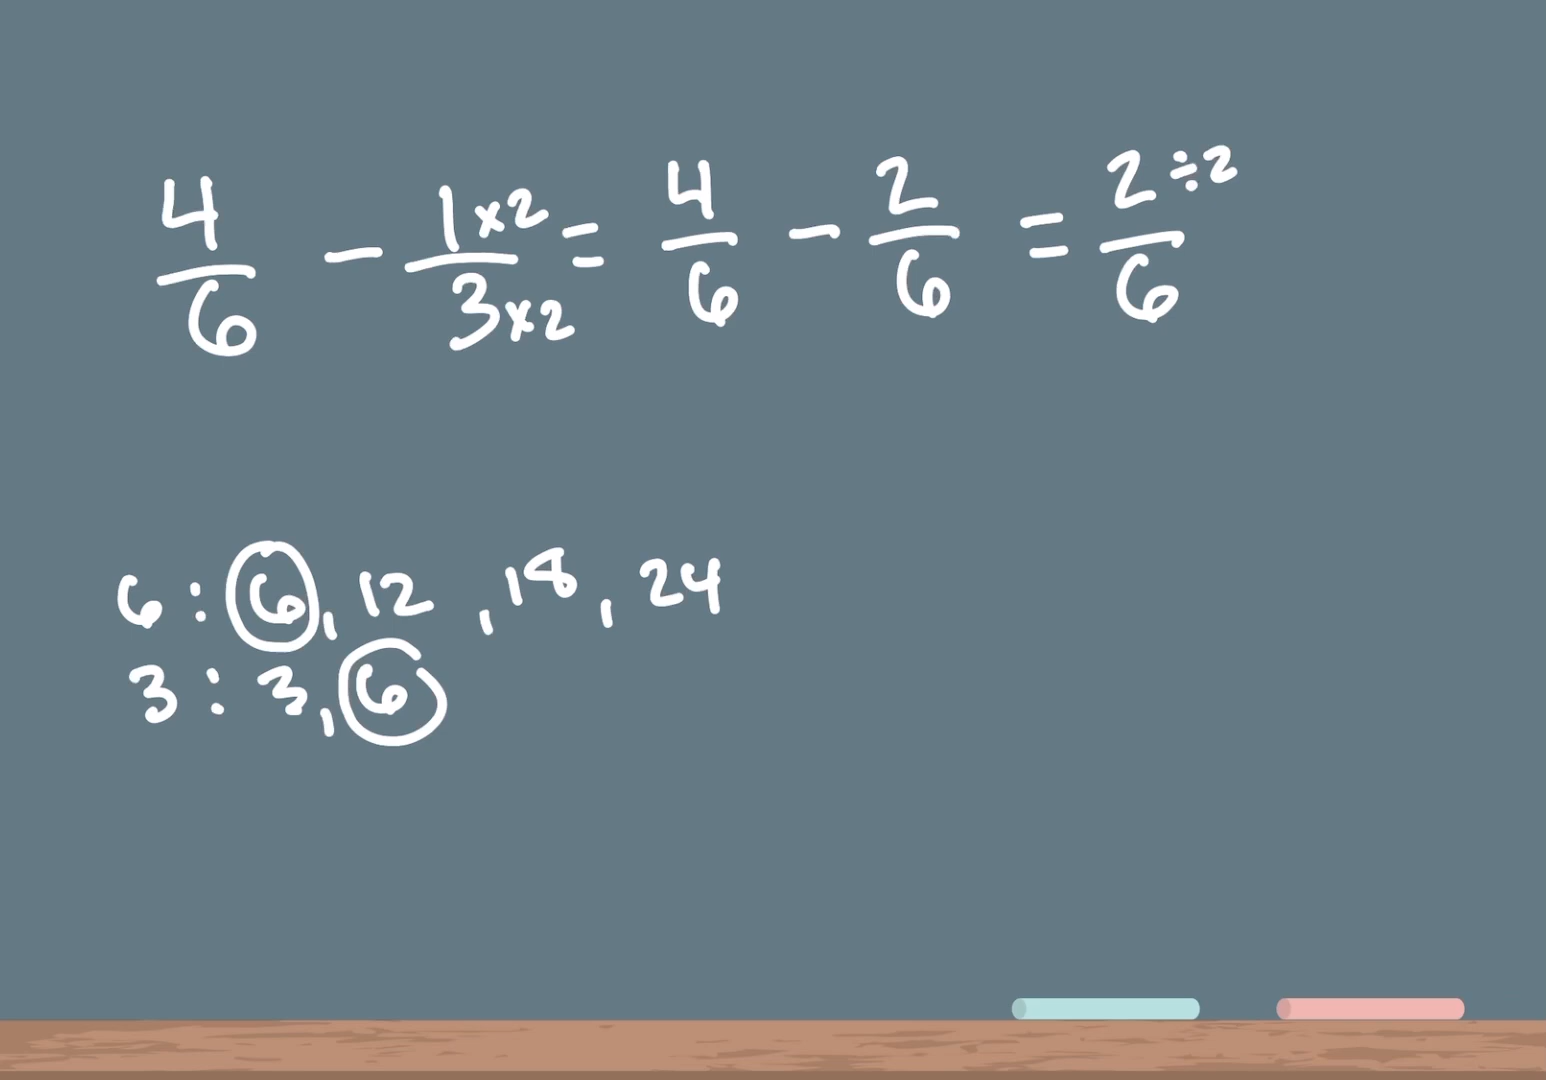 4/6 - 1×2/3×2 = 4/6 - 2/6 = 2÷2/6
6 : 6, 12, 18, 24
3 : 3, 6